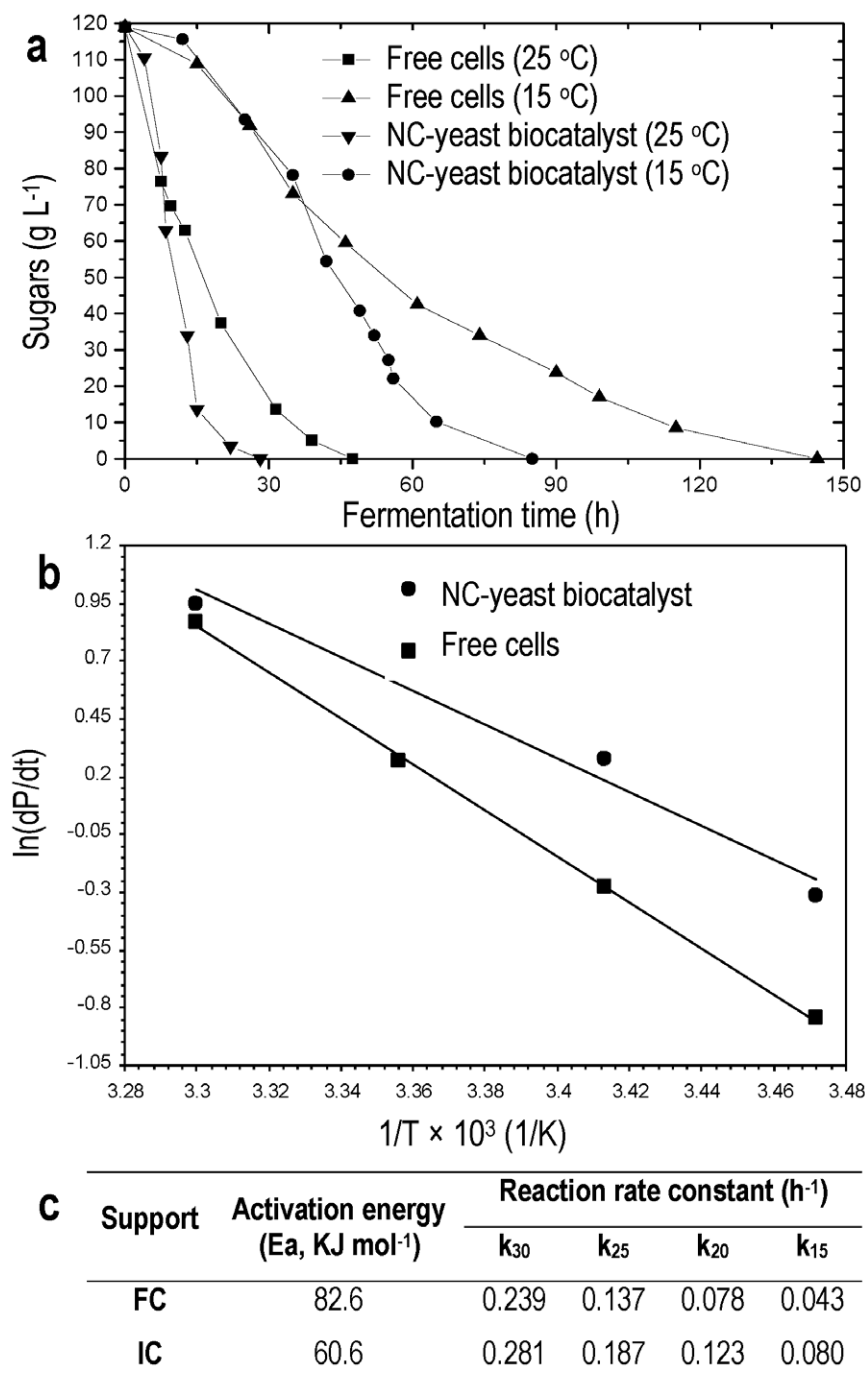 a
120
110
100
90
80
70
60
50
40
30
20
10
0
Sugars (g L⁻¹)
Free cells (25 °C)
Free cells (15 °C)
NC-yeast biocatalyst (25 °C)
NC-yeast biocatalyst (15 °C)
0 30 60 90 120 150
Fermentation time (h)
b
1.2
0.95
0.7
0.45
0.2
-0.05
-0.3
-0.55
-0.8
-1.05
ln(dP/dt)
NC-yeast biocatalyst
Free cells
3.28 3.3 3.34 3.36 3.38 3.4 3.42 3.44 3.46 3.48
1/T × 10³ (1/K)
c
Support Activation energy (Ea, KJ mol⁻¹) Reaction rate constant (h⁻¹)
k₃₀ k₂₅ k₂₀ k₁₅
FC 82.6 0.239 0.137 0.078 0.043
IC 60.6 0.281 0.187 0.123 0.080